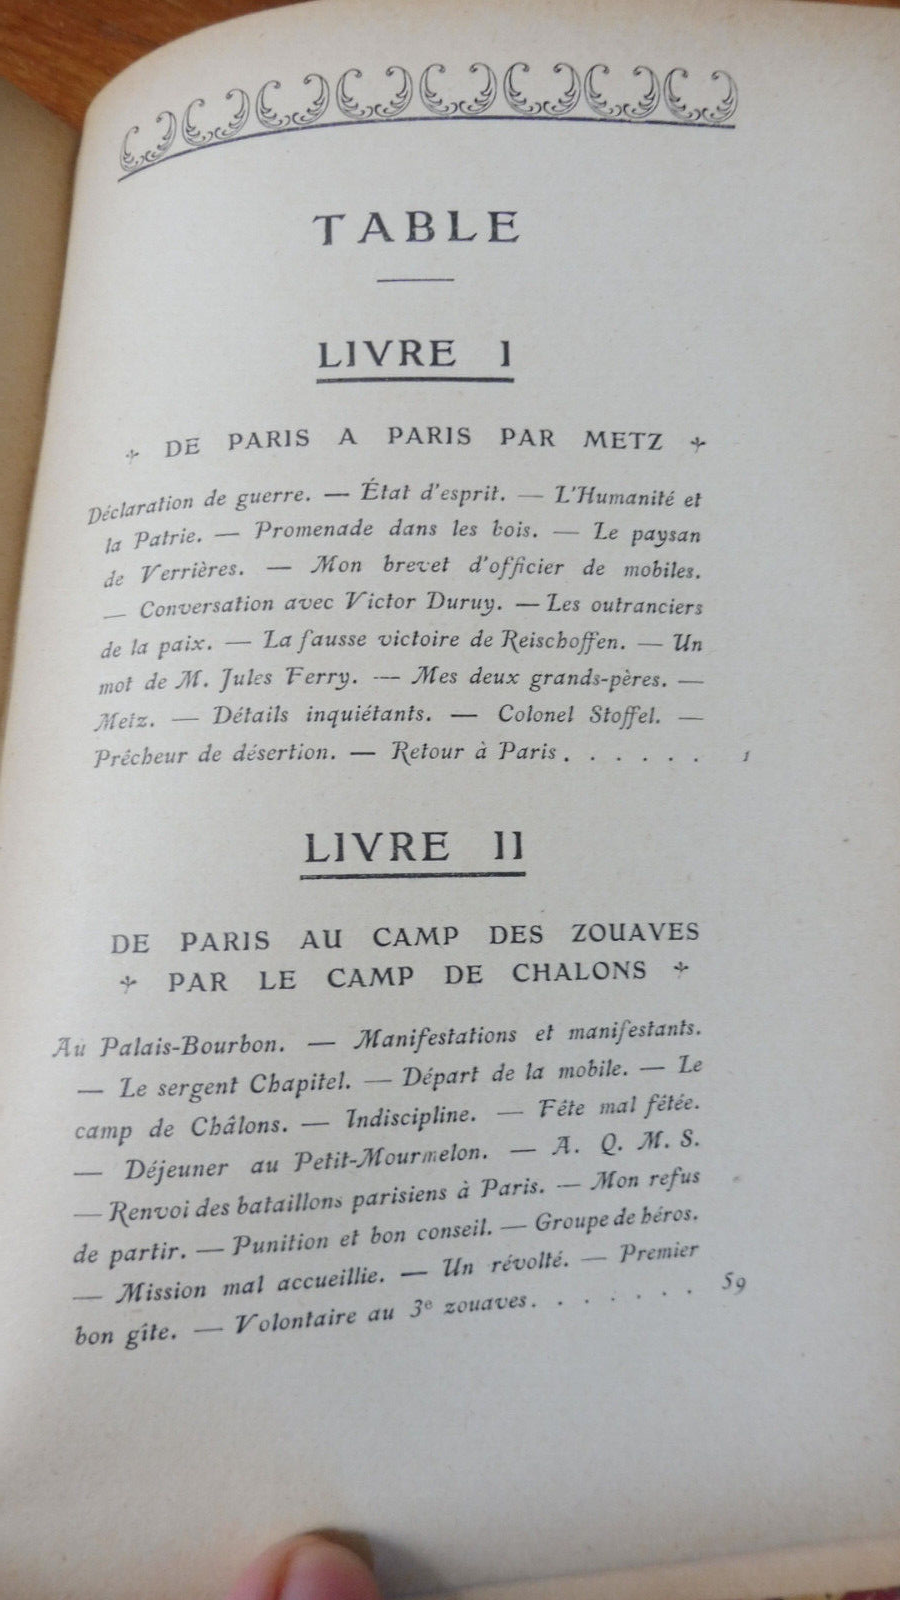 TABLE
LIVRE I
DE PARIS A PARIS PAR METZ
Déclaration de guerre. — État d'esprit. — L'Humanité et
la Patrie. — Promenade dans les bois. — Le paysan
de Verrières. — Mon brevet d'officier de mobiles.
— Conversation avec Victor Duruy. — Les outranciers
de la paix. — La fausse victoire de Reischoffen. — Un
mot de M. Jules Ferry. — Mes deux grands-pères. —
Metz. — Détails inquiétants. — Colonel Stoffel. —
Prêcheur de désertion. — Retour à Paris . . . . . . 1
LIVRE II
DE PARIS AU CAMP DES ZOUAVES
PAR LE CAMP DE CHALONS
Au Palais-Bourbon. — Manifestations et manifestants.
— Le sergent Chapitel. — Départ de la mobile. — Le
camp de Châlons. — Indiscipline. — Fête mal fêtée.
— Déjeuner au Petit-Mourmelon. — A. Q. M. S.
— Renvoi des bataillons parisiens à Paris. — Mon refus
de partir. — Punition et bon conseil. — Groupe de héros.
— Mission mal accueillie. — Un révolté. — Premier
bon gîte. — Volontaire au 3e zouaves. . . . . . . 59